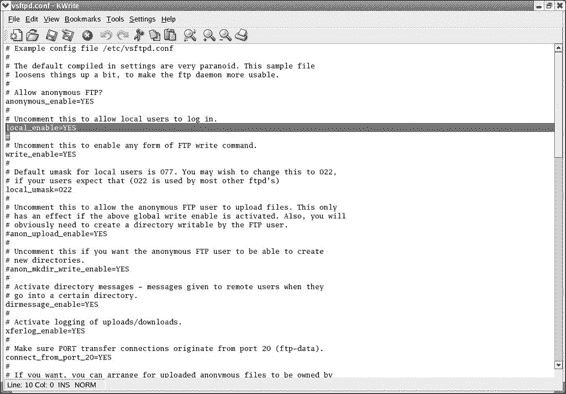 vsftpd.conf - KWrite
File Edit View Bookmarks Tools Settings Help
# Example config file /etc/vsftpd.conf
#
# The default compiled in settings are very paranoid. This sample file
# loosens things up a bit, to make the ftp daemon more usable.
#
# Allow anonymous FTP?
anonymous_enable=YES
#
# Uncomment this to allow local users to log in.
local_enable=YES
#
# Uncomment this to enable any form of FTP write command.
write_enable=YES
#
# Default umask for local users is 077. You may wish to change this to 022,
# if your users expect that (022 is used by most other ftpd's)
local_umask=022
#
# Uncomment this to allow the anonymous FTP user to upload files. This only
# has an effect if the above global write enable is activated. Also, you will
# obviously need to create a directory writable by the FTP user.
#anon_upload_enable=YES
#
# Uncomment this if you want the anonymous FTP user to be able to create
# new directories.
#anon_mkdir_write_enable=YES
#
# Activate directory messages - messages given to remote users when they
# go into a certain directory.
dirmessage_enable=YES
#
# Activate logging of uploads/downloads.
xferlog_enable=YES
#
# Make sure PORT transfer connections originate from port 20 (ftp-data).
connect_from_port_20=YES
#
# If you want, you can arrange for uploaded anonymous files to be owned by
Line: 10 Col: 0 INS NORM